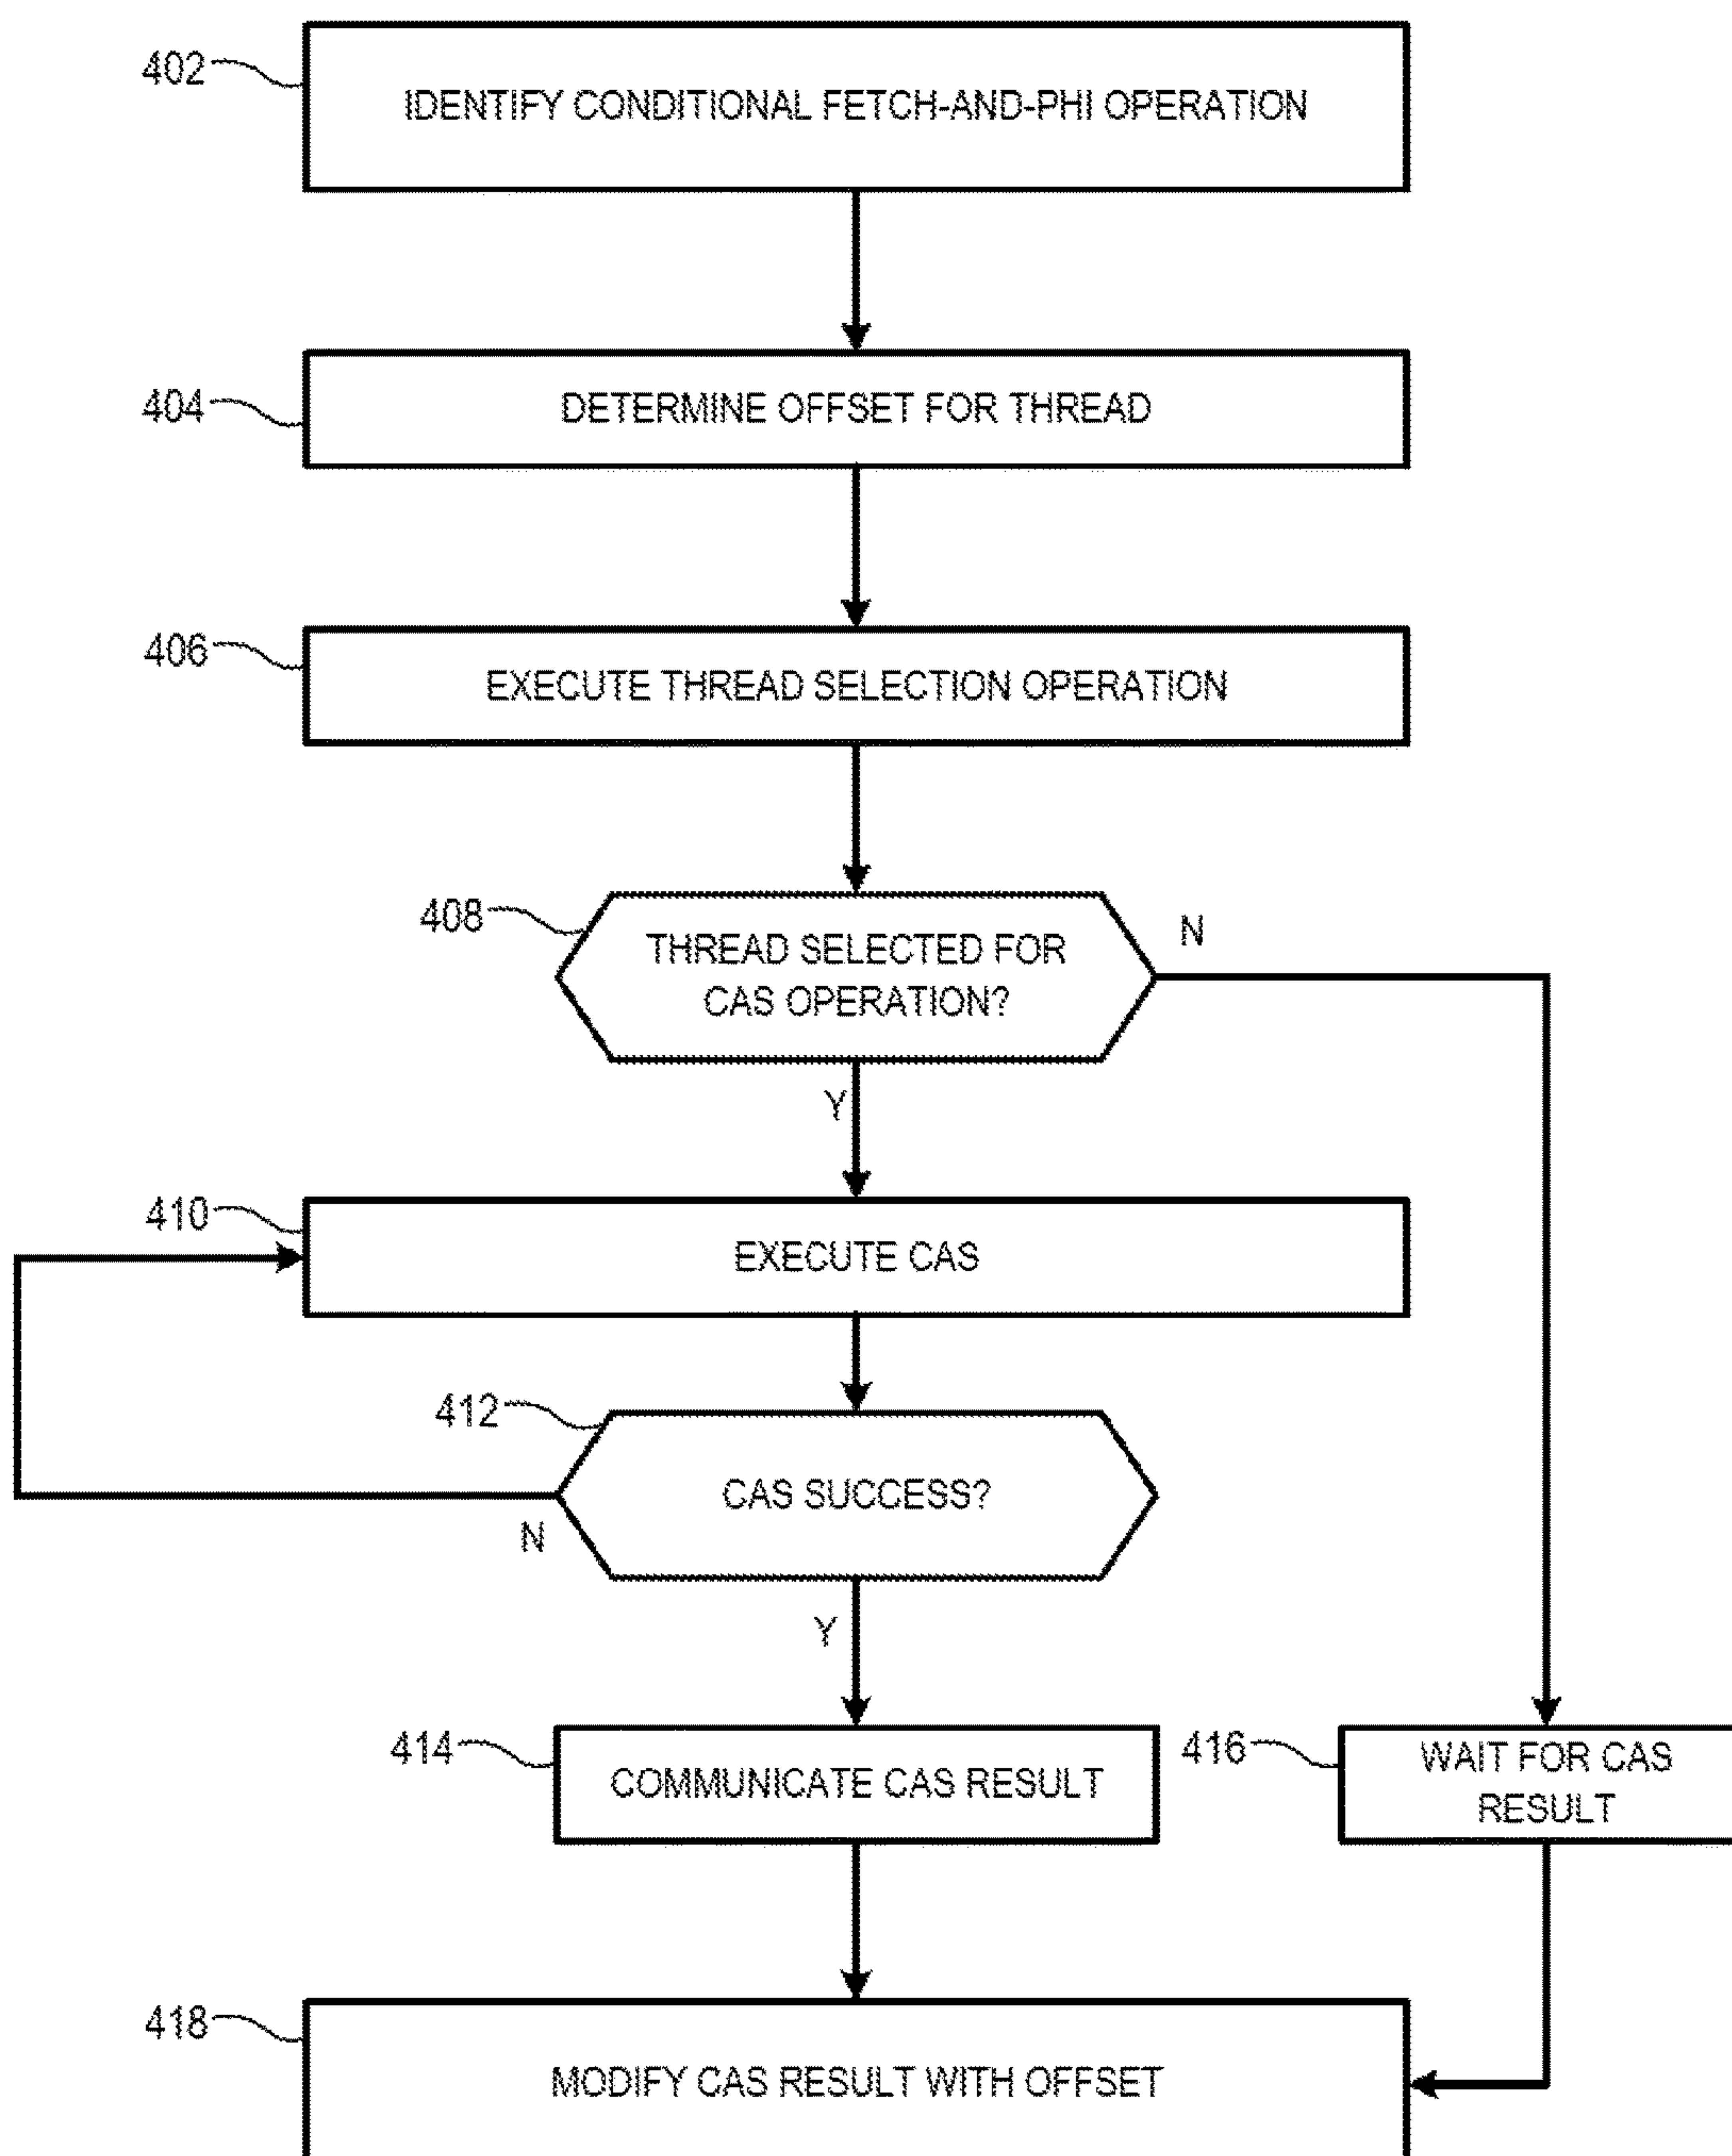 402
IDENTIFY CONDITIONAL FETCH-AND-PHI OPERATION
404
DETERMINE OFFSET FOR THREAD
406
EXECUTE THREAD SELECTION OPERATION
408
THREAD SELECTED FOR
CAS OPERATION?
N
Y
410
EXECUTE CAS
412
CAS SUCCESS?
N
Y
414
COMMUNICATE CAS RESULT
416
WAIT FOR CAS
RESULT
418
MODIFY CAS RESULT WITH OFFSET